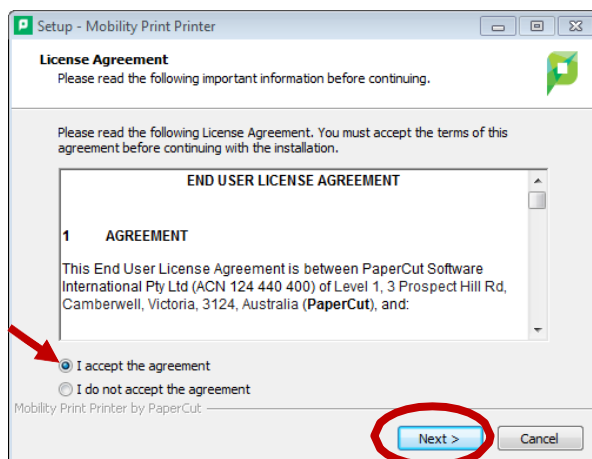 Setup - Mobility Print Printer
License Agreement
Please read the following important information before continuing.
Please read the following License Agreement. You must accept the terms of this
agreement before continuing with the installation.
END USER LICENSE AGREEMENT
1 AGREEMENT
This End User License Agreement is between PaperCut Software
International Pty Ltd (ACN 124 440 400) of Level 1, 3 Prospect Hill Rd,
Camberwell, Victoria, 3124, Australia (PaperCut), and:
I accept the agreement
I do not accept the agreement
Mobility Print Printer by PaperCut
Next >
Cancel